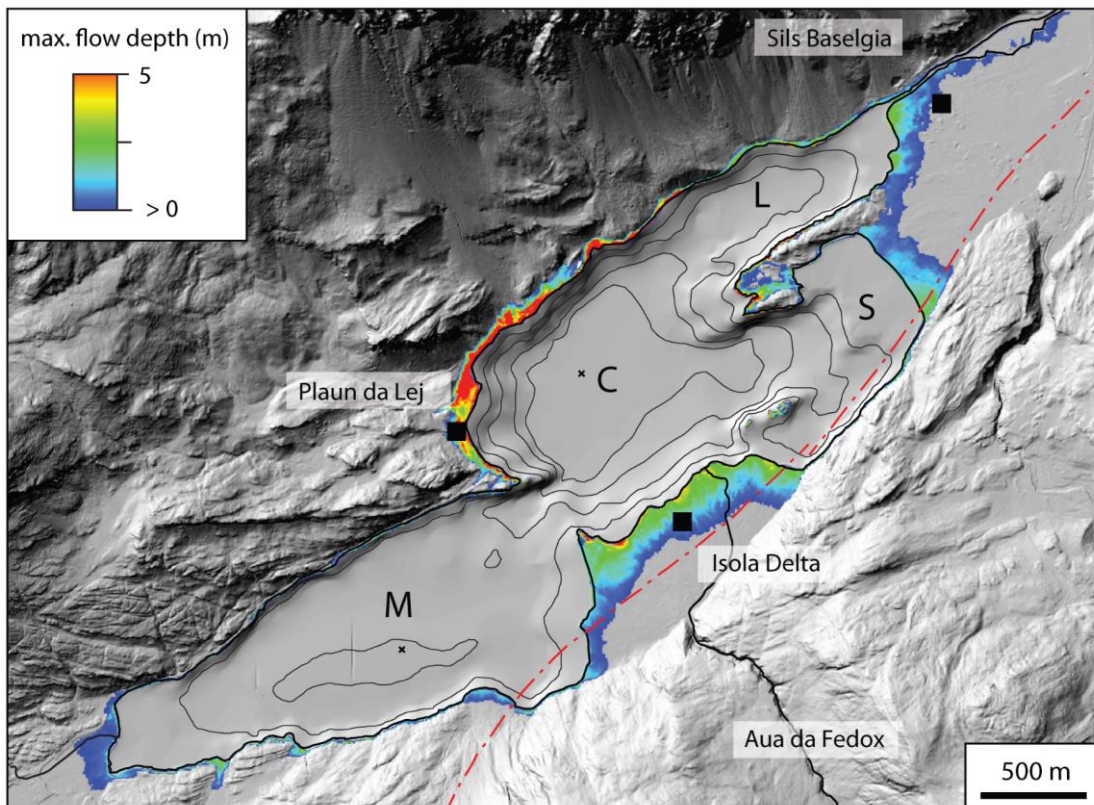 max. flow depth (m)
5
> 0
Sils Baselgia
L
S
C
Plaun da Lej
Isola Delta
M
Aua da Fedox
500 m